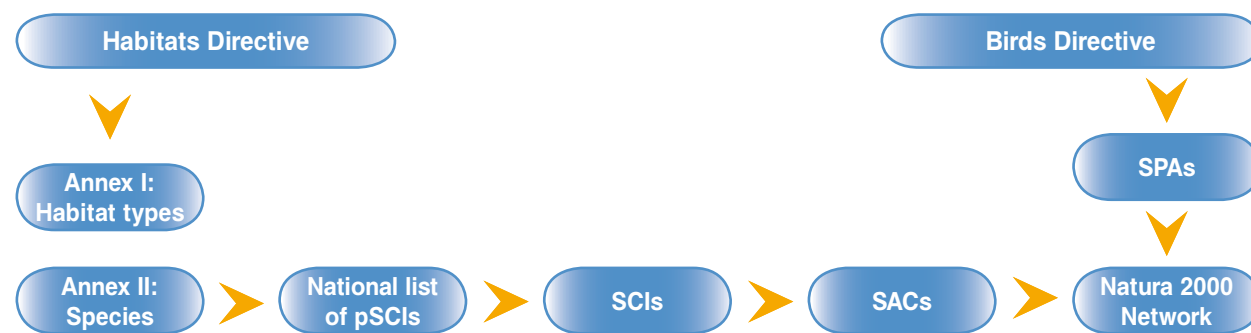 Habitats Directive
Birds Directive
Annex I:
Habitat types
SPAs
Annex II:
Species
National list
of pSCIs
SCIs
SACs
Natura 2000
Network